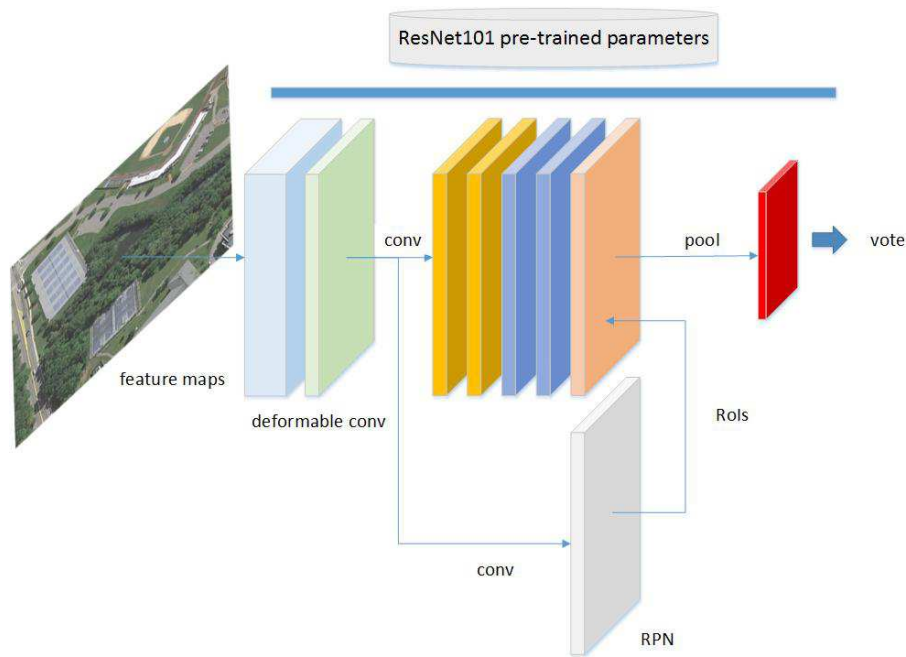 ResNet101 pre-trained parameters
conv
pool
vote
feature maps
deformable conv
RoIs
conv
RPN